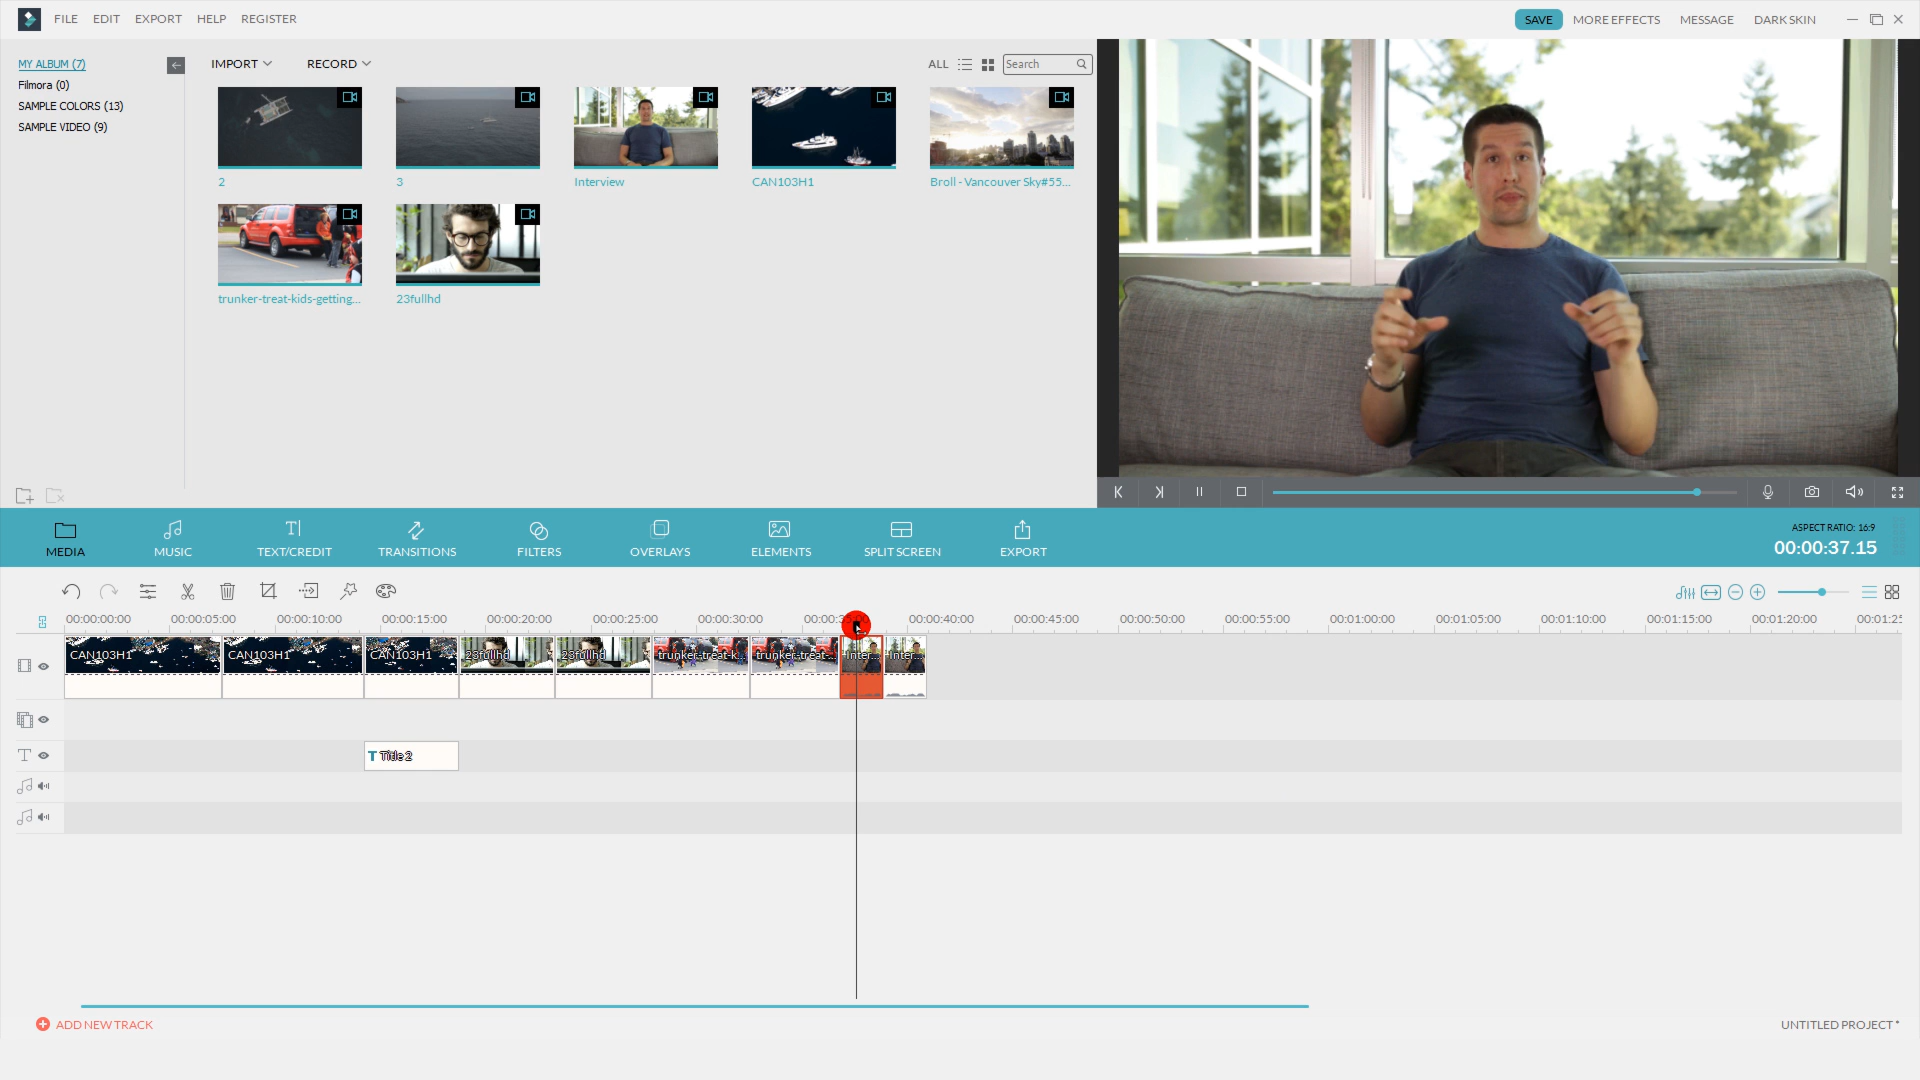 FILE EDIT EXPORT HELP REGISTER
SAVE MORE EFFECTS MESSAGE DARK SKIN
MY ALBUM (7)
Filmora (0)
SAMPLE COLORS (13)
SAMPLE VIDEO (9)
IMPORT RECORD ALL Search
2 3 Interview CAN103H1 Broll - Vancouver Sky#55...
trunker-treat-kids-getting... 23fullhd
MEDIA MUSIC TEXT/CREDIT TRANSITIONS FILTERS OVERLAYS ELEMENTS SPLIT SCREEN EXPORT
ASPECT RATIO: 16:9
00:00:37.15
00:00:00:00 00:00:05:00 00:00:10:00 00:00:15:00 00:00:20:00 00:00:25:00 00:00:30:00 00:00:40:00 00:00:45:00 00:00:50:00 00:00:55:00 00:01:00:00 00:01:05:00 00:01:10:00 00:01:15:00 00:01:20:00 00:01:25
CAN103H1 CAN103H1 CAN103H1 23fullhd 23fullhd trunker-treat-k... trunker-treat-... Inter... Inter...
T Title 2
ADD NEW TRACK
UNTITLED PROJECT *